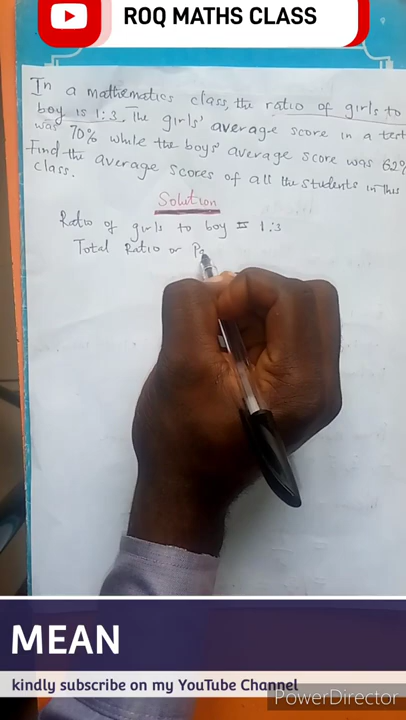 ROQ MATHS CLASS
In a mathematics class, the ratio of girls to
boy is 1:3. The girls' average score in a test
was 70% while the boys' average score was 62%
Find the average scores of all the students in this
class.
Solution
Ratio of girls to boy = 1:3
Total Ratio or Pa
MEAN
kindly subscribe on my YouTube Channel
PowerDirector